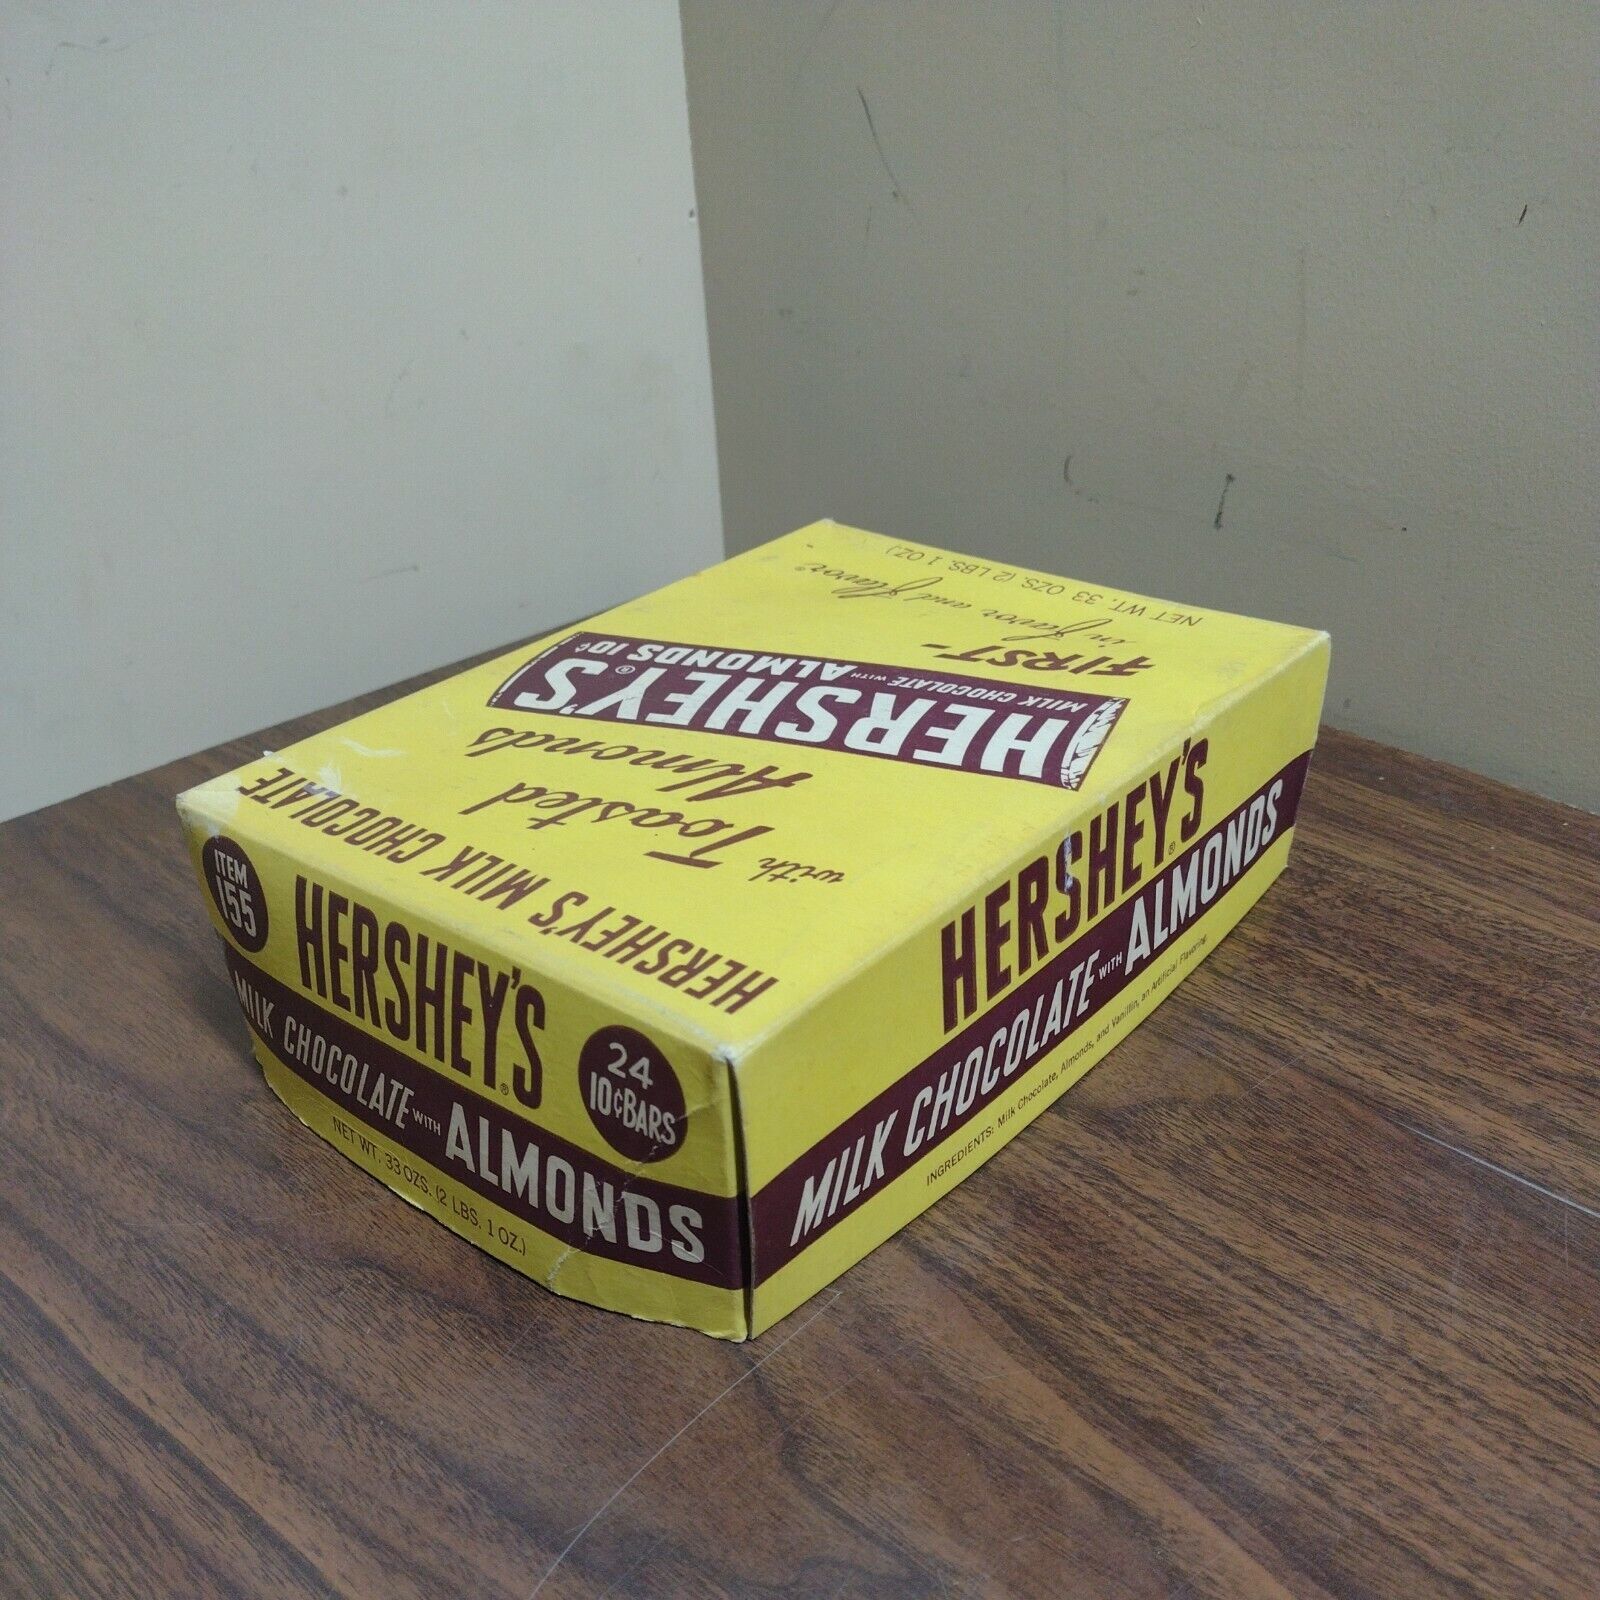 NET WT. 33 OZS. (2 LBS. 1 OZ.)
FIRST-
in favor and flavor®
HERSHEY'S®
MILK CHOCOLATE WITH ALMONDS 10¢
with Toasted
Almonds
HERSHEY'S MILK CHOCOLATE
ITEM
155
HERSHEY'S®
24
10¢ BARS
MILK CHOCOLATE WITH ALMONDS
NET WT. 33 OZS. (2 LBS. 1 OZ.)
HERSHEY'S®
MILK CHOCOLATE WITH ALMONDS
INGREDIENTS: Milk Chocolate, Almonds, and Vanillin, an Artificial Flavoring.